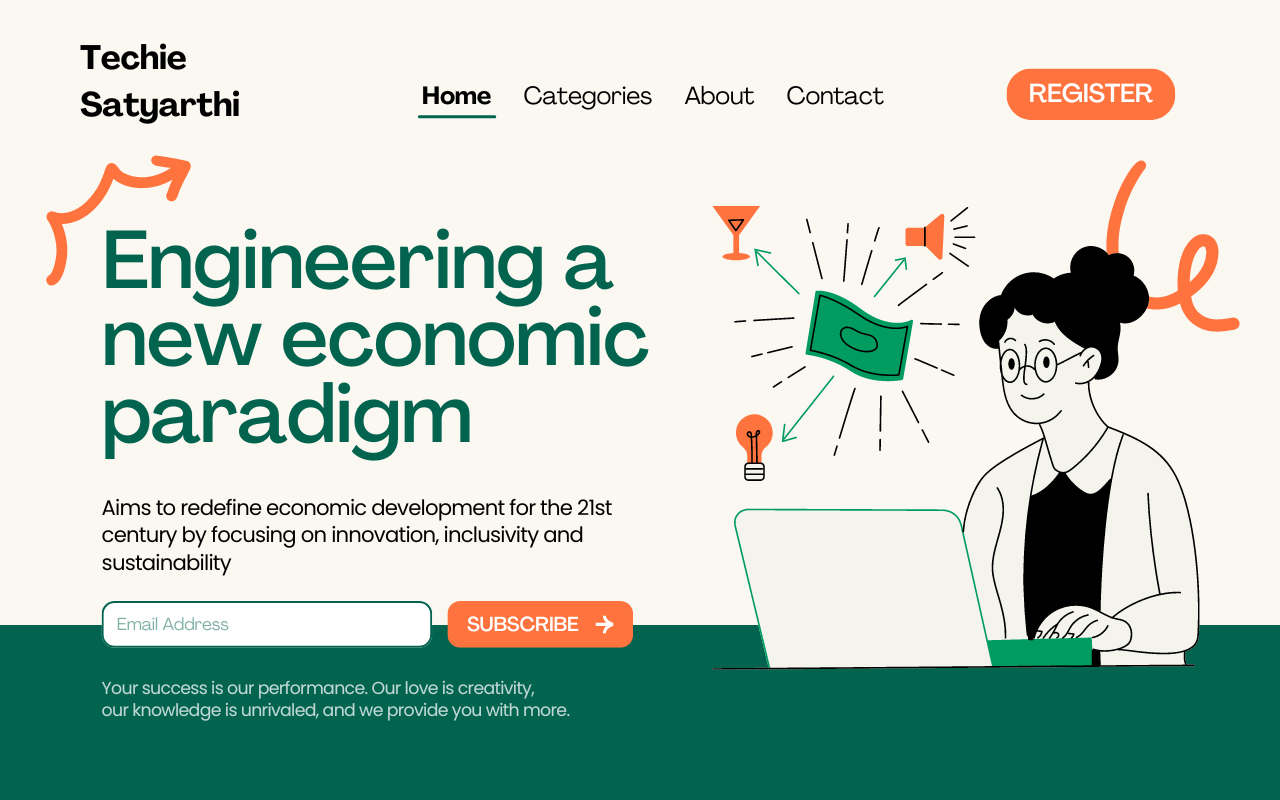 Techie
Satyarthi
Home Categories About Contact
REGISTER
Engineering a
new economic
paradigm
Aims to redefine economic development for the 21st
century by focusing on innovation, inclusivity and
sustainability
Email Address
SUBSCRIBE
Your success is our performance. Our love is creativity,
our knowledge is unrivaled, and we provide you with more.